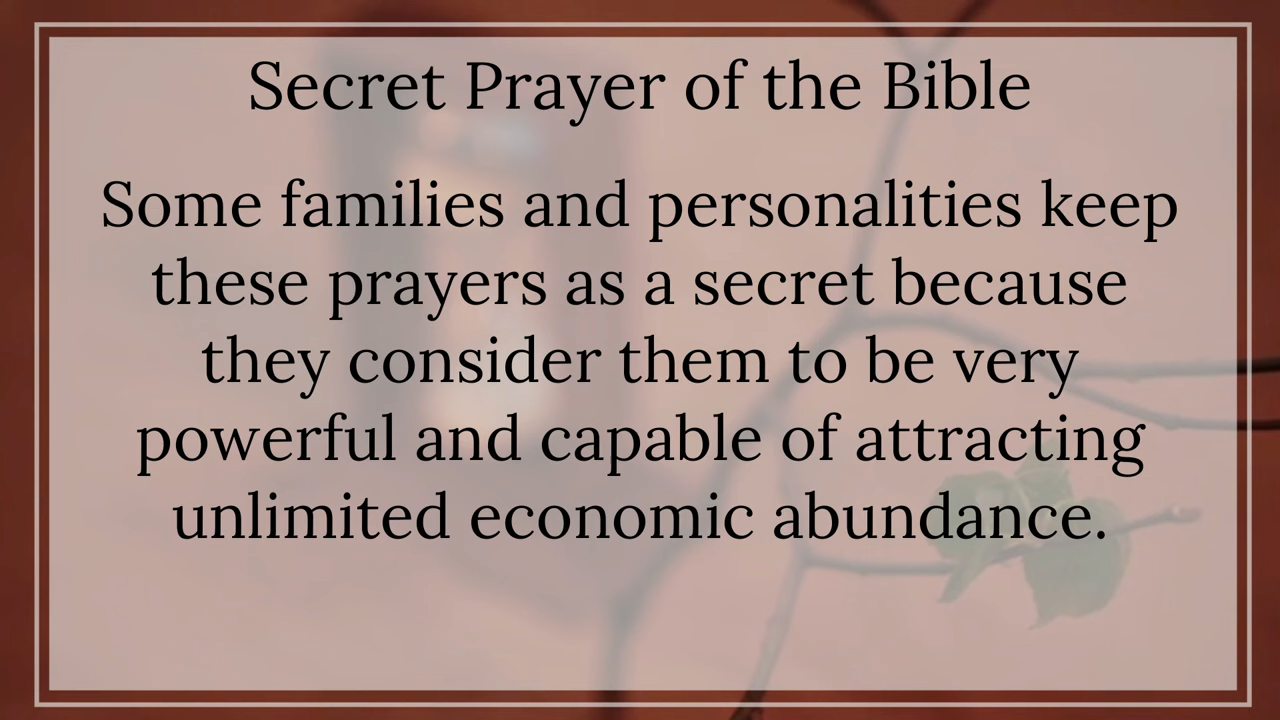 Secret Prayer of the Bible
Some families and personalities keep
these prayers as a secret because
they consider them to be very
powerful and capable of attracting
unlimited economic abundance.